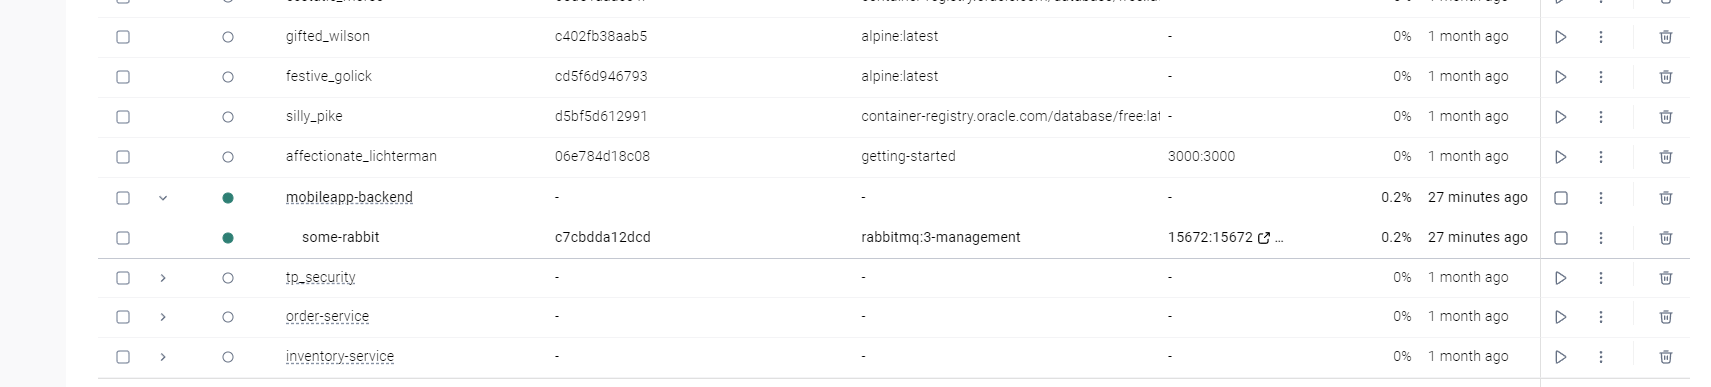 gifted_wilson c402fb38aab5 alpine:latest - 0% 1 month ago
festive_golick cd5f6d946793 alpine:latest - 0% 1 month ago
silly_pike d5bf5d612991 container-registry.oracle.com/database/free:lat - 0% 1 month ago
affectionate_lichterman 06e784d18c08 getting-started 3000:3000 0% 1 month ago
mobileapp-backend - - - 0.2% 27 minutes ago
some-rabbit c7cbdda12dcd rabbitmq:3-management 15672:15672 ... 0.2% 27 minutes ago
tp_security - - - 0% 1 month ago
order-service - - - 0% 1 month ago
inventory-service - - - 0% 1 month ago